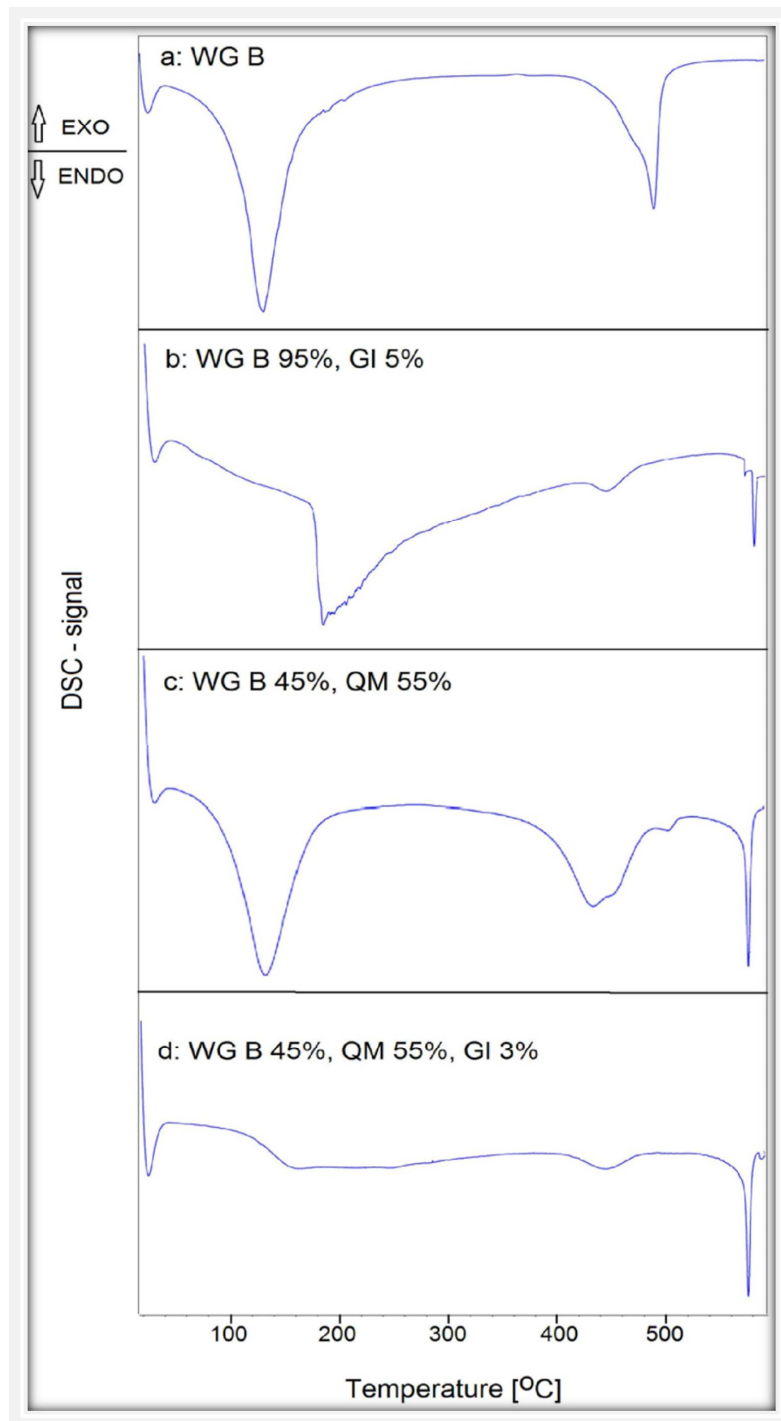 a: WG B
EXO
ENDO
b: WG B 95%, GI 5%
c: WG B 45%, QM 55%
DSC - signal
d: WG B 45%, QM 55%, GI 3%
100 200 300 400 500
Temperature [ºC]